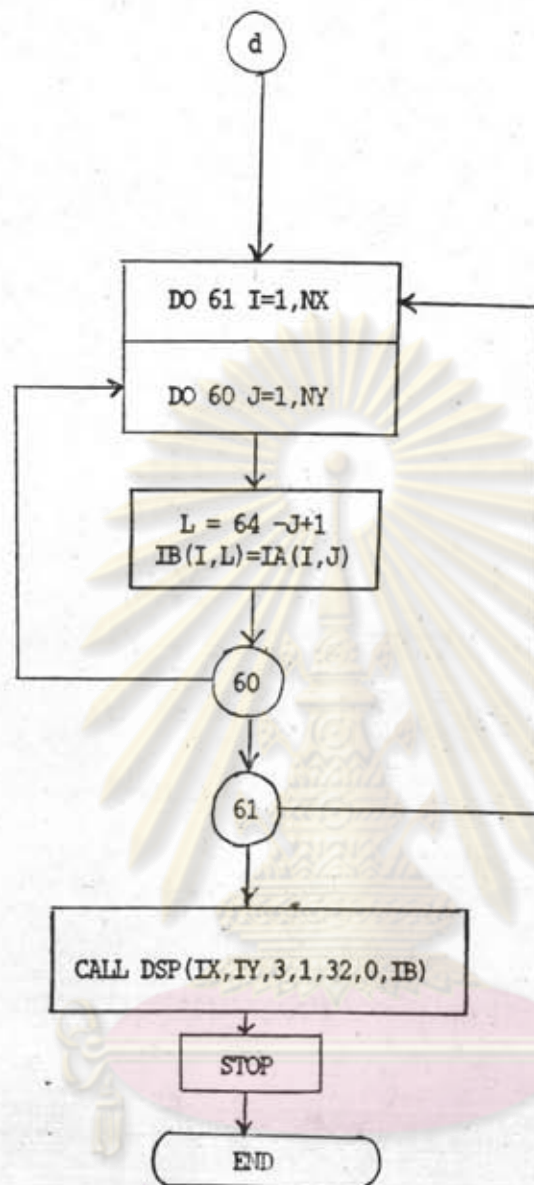 d
DO 61 I=1,NX
DO 60 J=1,NY
L = 64 -J+1
IB(I,L)=IA(I,J)
60
61
CALL DSP(IX,IY,3,1,32,0,IB)
STOP
END